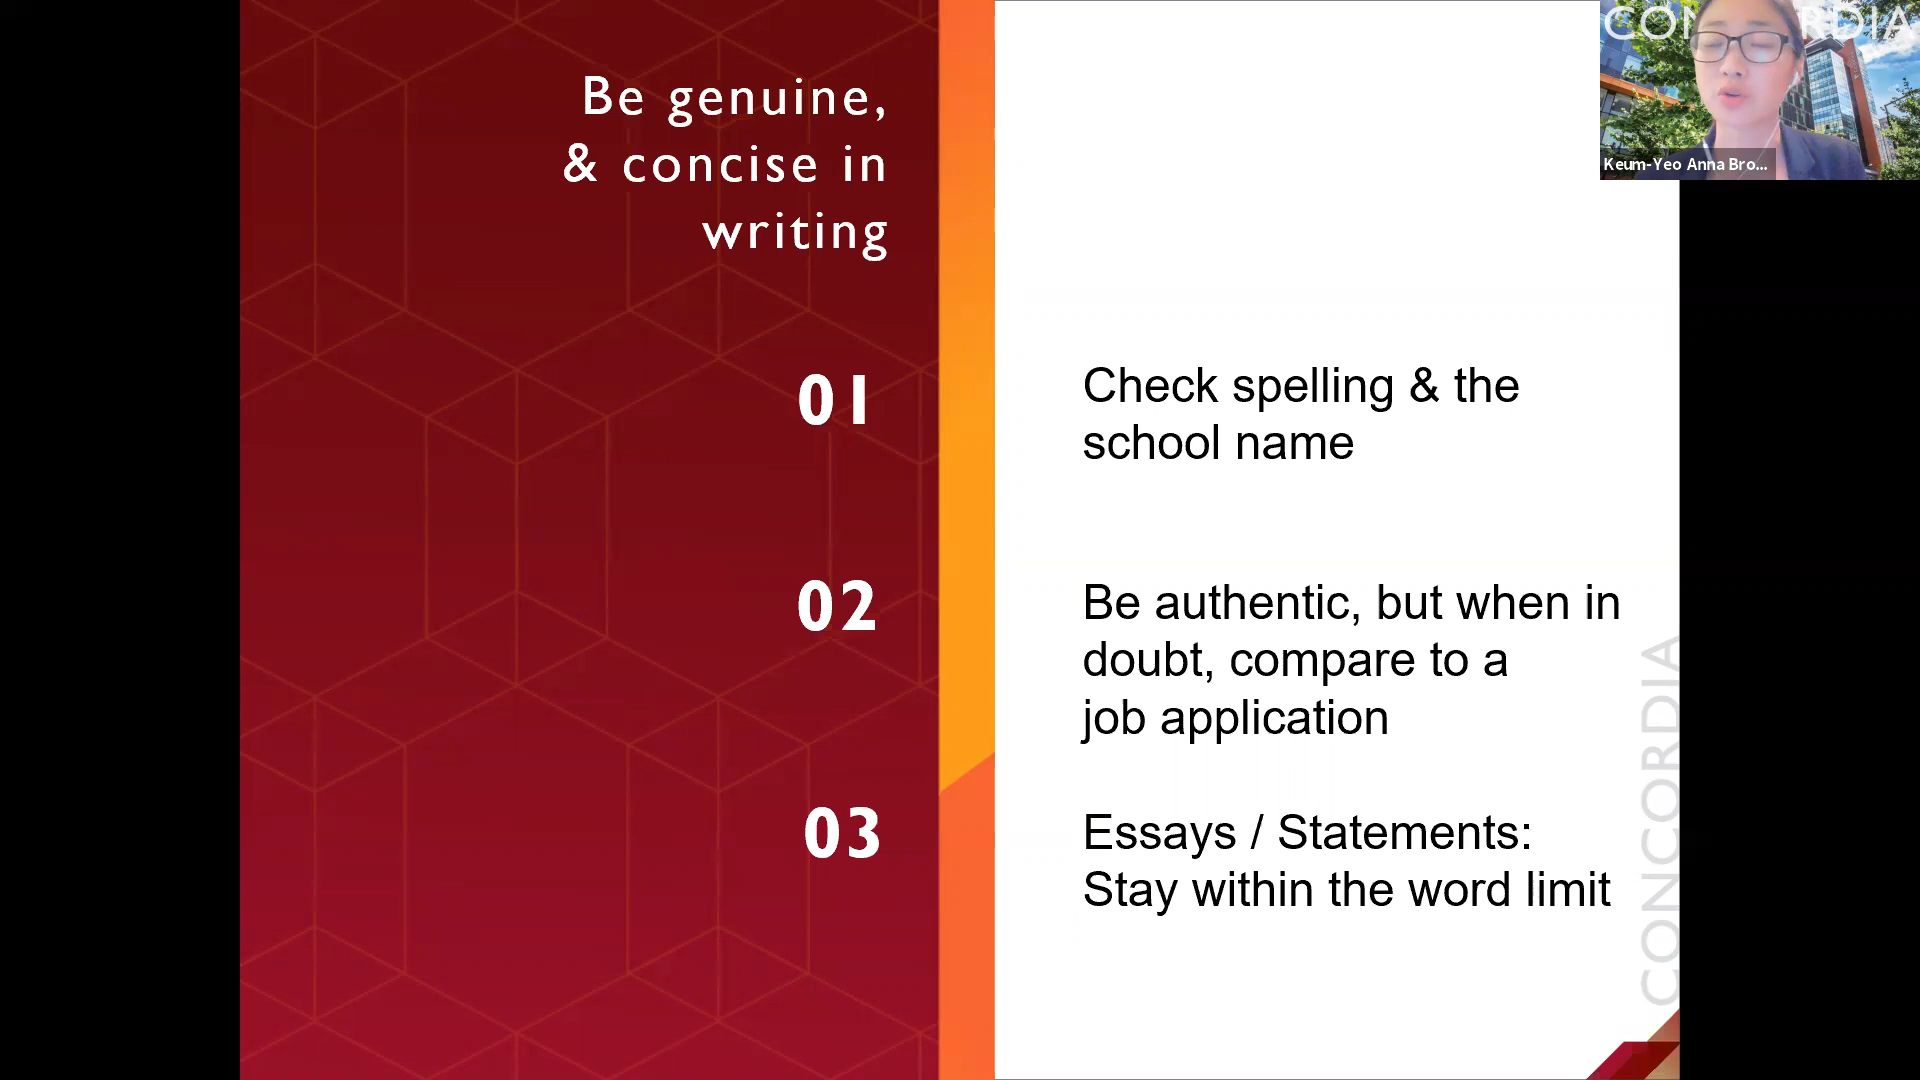 Be genuine,
& concise in
writing
01
Check spelling & the
school name
02
Be authentic, but when in
doubt, compare to a
job application
03
Essays / Statements:
Stay within the word limit
CONCORDIA
Keum-Yeo Anna Bro...